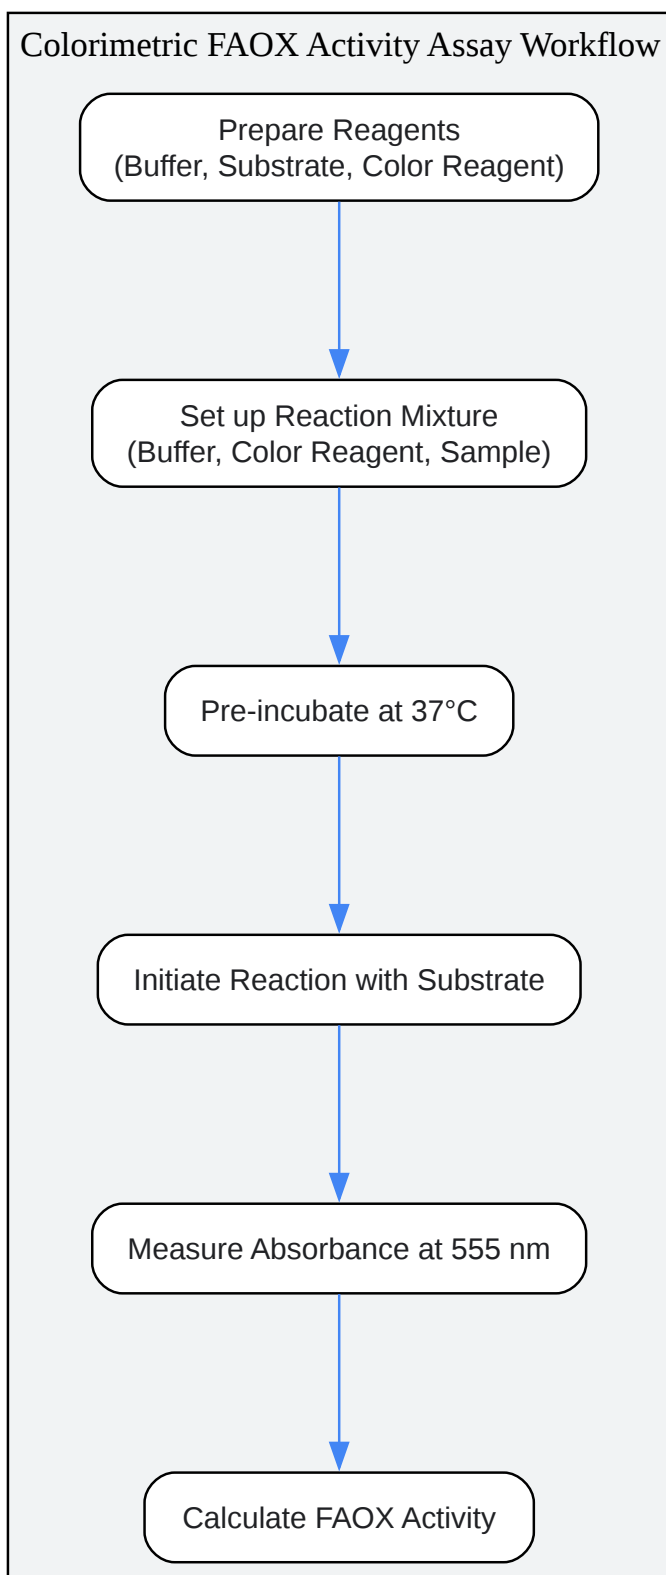 Colorimetric FAOX Activity Assay Workflow
Prepare Reagents
(Buffer, Substrate, Color Reagent)
Set up Reaction Mixture
(Buffer, Color Reagent, Sample)
Pre-incubate at 37°C
Initiate Reaction with Substrate
Measure Absorbance at 555 nm
Calculate FAOX Activity